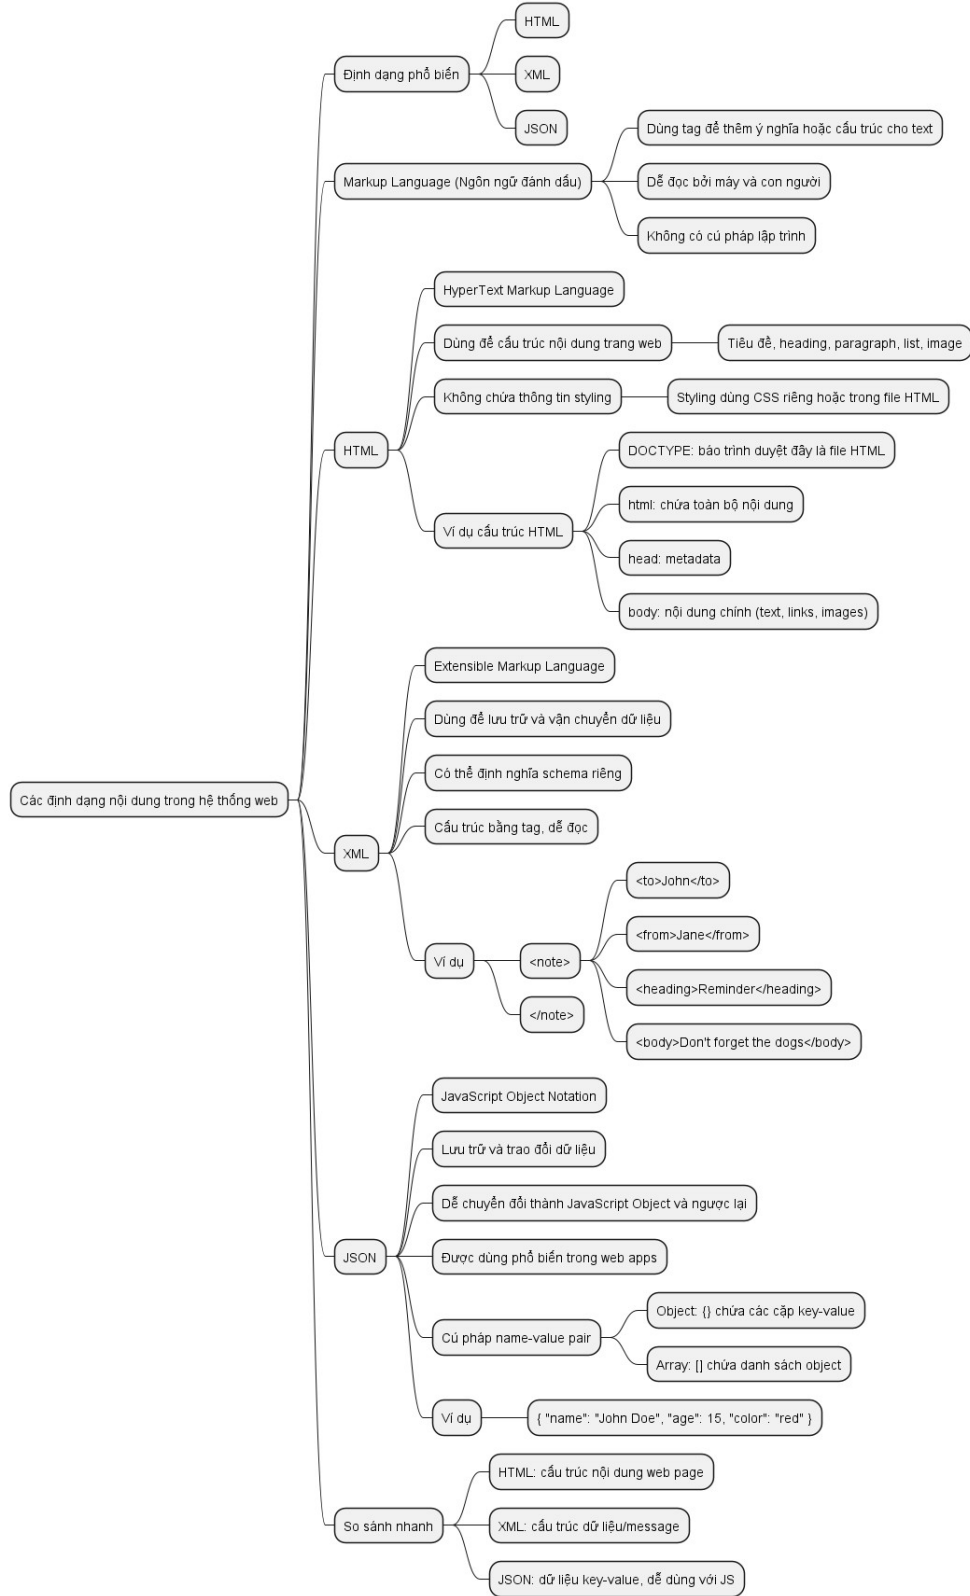 Các định dạng nội dung trong hệ thống web
Định dạng phổ biến
HTML
XML
JSON
Markup Language (Ngôn ngữ đánh dấu)
Dùng tag để thêm ý nghĩa hoặc cấu trúc cho text
Dễ đọc bởi máy và con người
Không có cú pháp lập trình
HTML
HyperText Markup Language
Dùng để cấu trúc nội dung trang web
Tiêu đề, heading, paragraph, list, image
Không chứa thông tin styling
Styling dùng CSS riêng hoặc trong file HTML
Ví dụ cấu trúc HTML
DOCTYPE: báo trình duyệt đây là file HTML
html: chứa toàn bộ nội dung
head: metadata
body: nội dung chính (text, links, images)
XML
Extensible Markup Language
Dùng để lưu trữ và vận chuyển dữ liệu
Có thể định nghĩa schema riêng
Cấu trúc bằng tag, dễ đọc
Ví dụ
<note>
<to>John</to>
<from>Jane</from>
<heading>Reminder</heading>
<body>Don't forget the dogs</body>
</note>
JSON
JavaScript Object Notation
Lưu trữ và trao đổi dữ liệu
Dễ chuyển đổi thành JavaScript Object và ngược lại
Được dùng phổ biến trong web apps
Cú pháp name-value pair
Object: {} chứa các cặp key-value
Array: [] chứa danh sách object
Ví dụ
{ "name": "John Doe", "age": 15, "color": "red" }
So sánh nhanh
HTML: cấu trúc nội dung web page
XML: cấu trúc dữ liệu/message
JSON: dữ liệu key-value, dễ dùng với JS